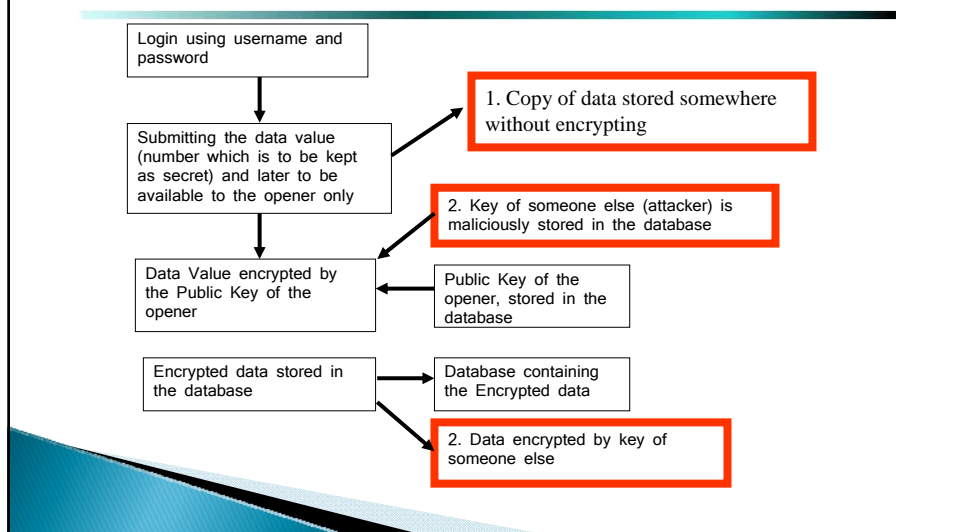 Login using username and
password
1. Copy of data stored somewhere
without encrypting
Submitting the data value
(number which is to be kept
as secret) and later to be
available to the opener only
2. Key of someone else (attacker) is
maliciously stored in the database
Data Value encrypted by
the Public Key of the
opener
Public Key of the
opener, stored in the
database
Encrypted data stored in
the database
Database containing
the Encrypted data
2. Data encrypted by key of
someone else